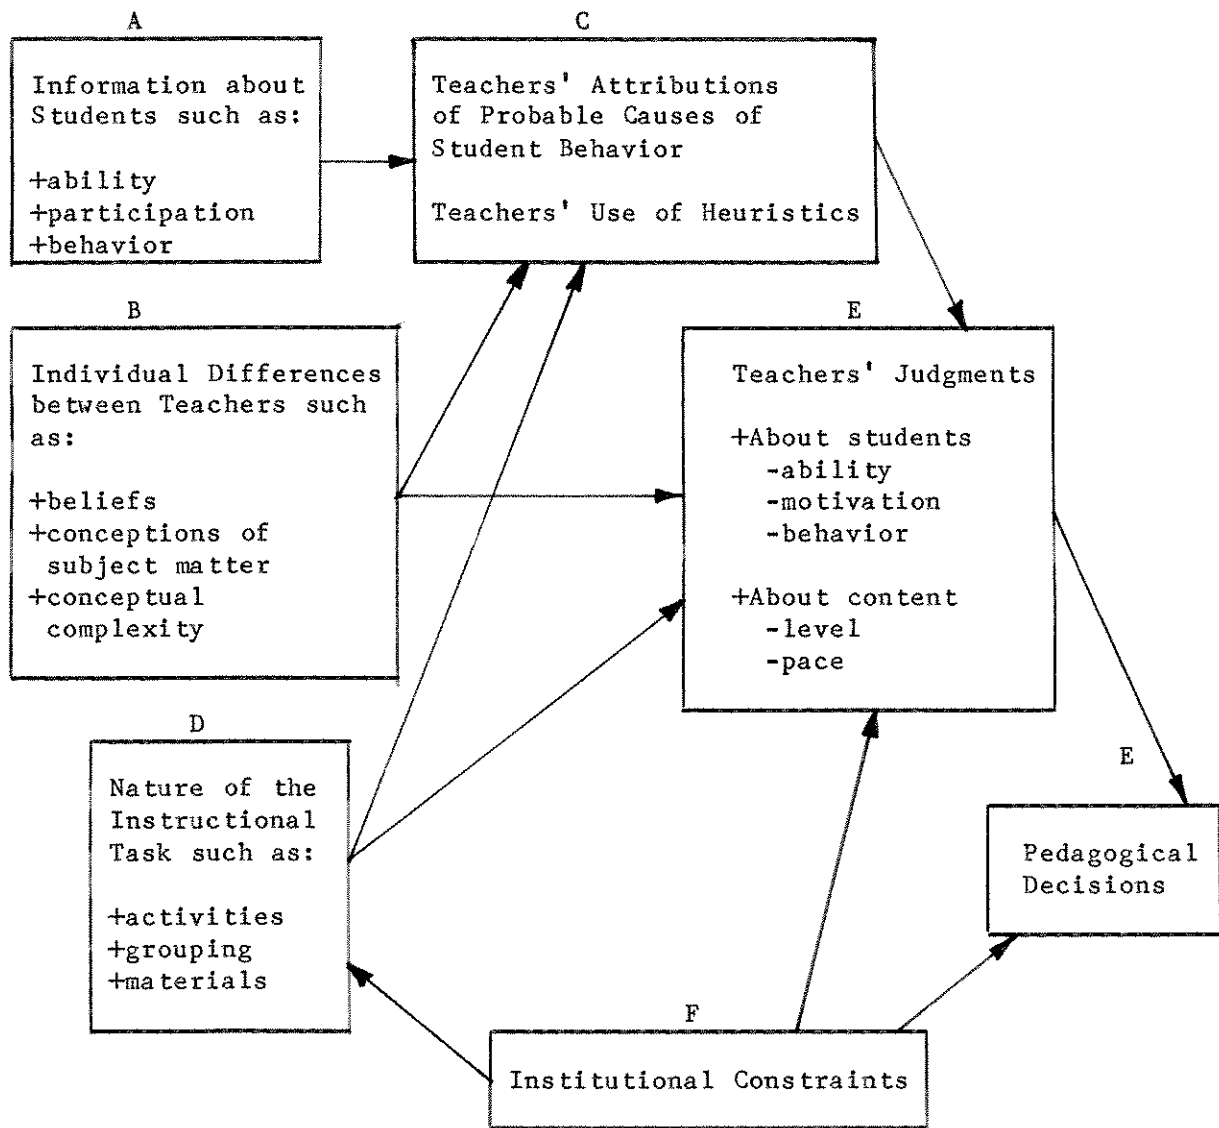 A
Information about
Students such as:
+ability
+participation
+behavior
C
Teachers' Attributions
of Probable Causes of
Student Behavior
Teachers' Use of Heuristics
B
Individual Differences
between Teachers such
as:
+beliefs
+conceptions of
subject matter
+conceptual
complexity
E
Teachers' Judgments
+About students
-ability
-motivation
-behavior
+About content
-level
-pace
D
Nature of the
Instructional
Task such as:
+activities
+grouping
+materials
E
Pedagogical
Decisions
F
Institutional Constraints